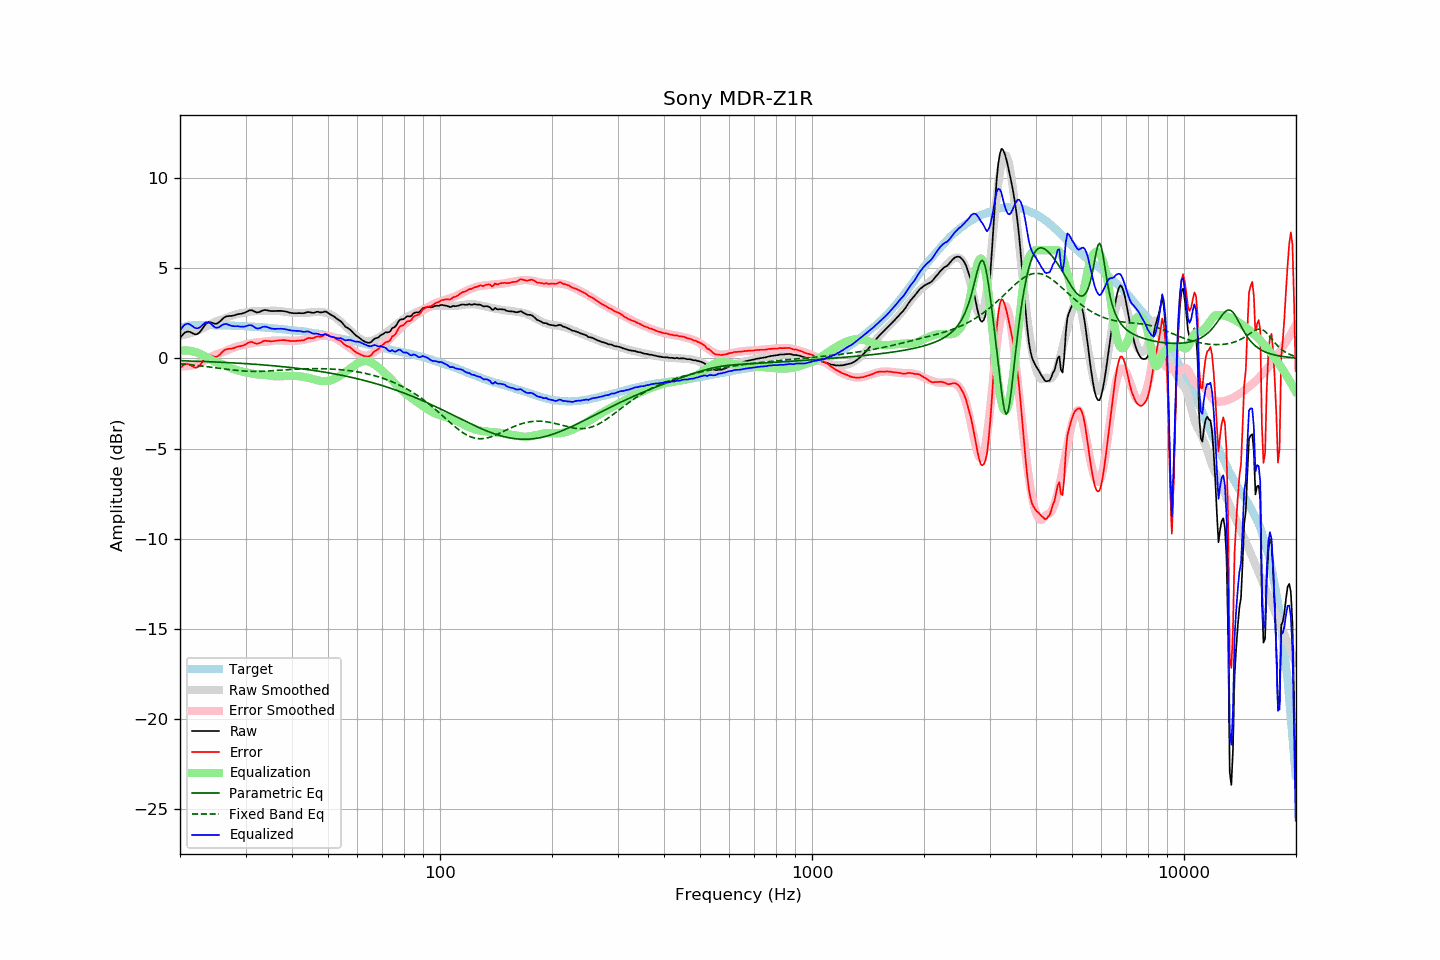 Sony MDR-Z1R
Amplitude (dBr)
10
5
0
−5
−10
−15
−20
−25
Target
Raw Smoothed
Error Smoothed
Raw
Error
Equalization
Parametric Eq
Fixed Band Eq
Equalized
100
1000
10000
Frequency (Hz)